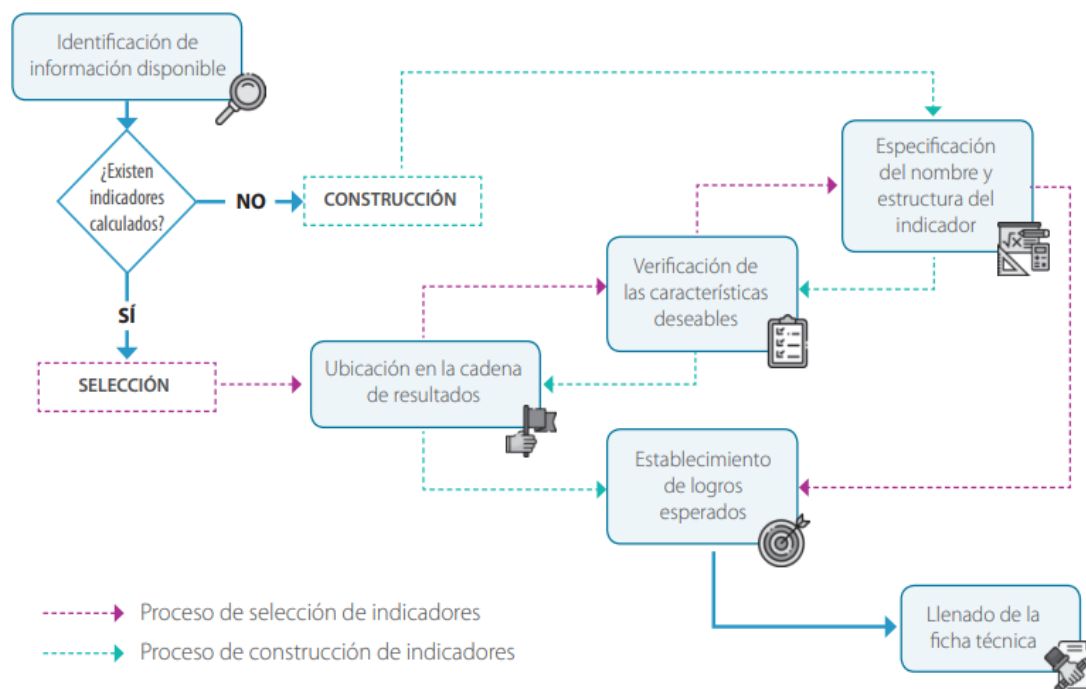 Identificación de
información disponible
¿Existen
indicadores
calculados?
NO
CONSTRUCCIÓN
SÍ
SELECCIÓN
Especificación
del nombre y
estructura del
indicador
√x
Verificación de
las características
deseables
Ubicación en la cadena
de resultados
Establecimiento
de logros
esperados
Llenado de la
ficha técnica
Proceso de selección de indicadores
Proceso de construcción de indicadores